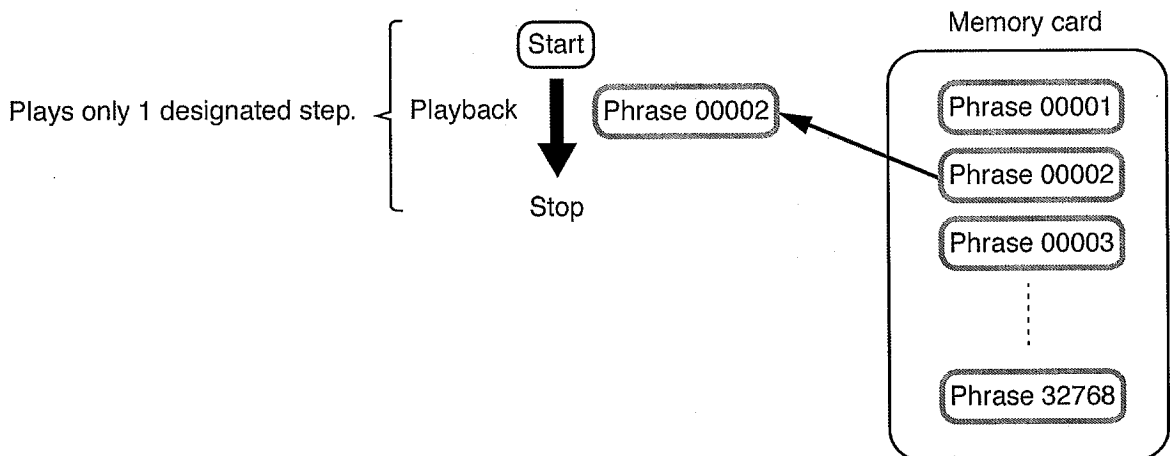 Memory card
Start
Plays only 1 designated step.
Playback
Phrase 00002
Phrase 00001
Phrase 00002
Stop
Phrase 00003
Phrase 32768